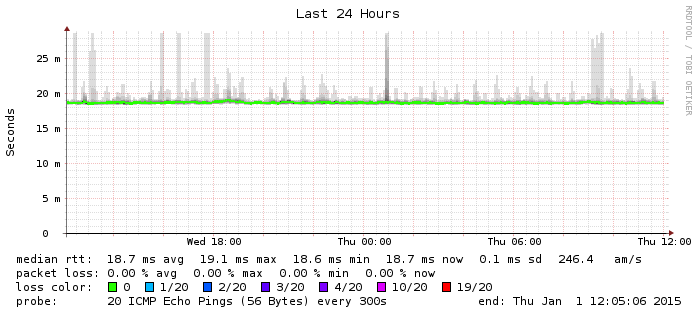 Last 24 Hours
RRDTOOL / TOBI OETIKER
Seconds
25 m
20 m
15 m
10 m
5 m
0
Wed 18:00 Thu 00:00 Thu 06:00 Thu 12:00
median rtt: 18.7 ms avg 19.1 ms max 18.6 ms min 18.7 ms now 0.1 ms sd 246.4 am/s
packet loss: 0.00 % avg 0.00 % max 0.00 % min 0.00 % now
loss color: 0 1/20 2/20 3/20 4/20 10/20 19/20
probe: 20 ICMP Echo Pings (56 Bytes) every 300s end: Thu Jan 1 12:05:06 2015